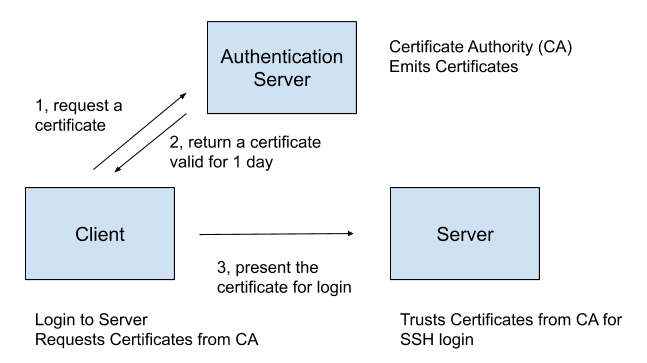 Authentication
Server
Certificate Authority (CA)
Emits Certificates
1, request a
certificate
2, return a certificate
valid for 1 day
Client
Server
3, present the
certificate for login
Login to Server
Requests Certificates from CA
Trusts Certificates from CA for
SSH login